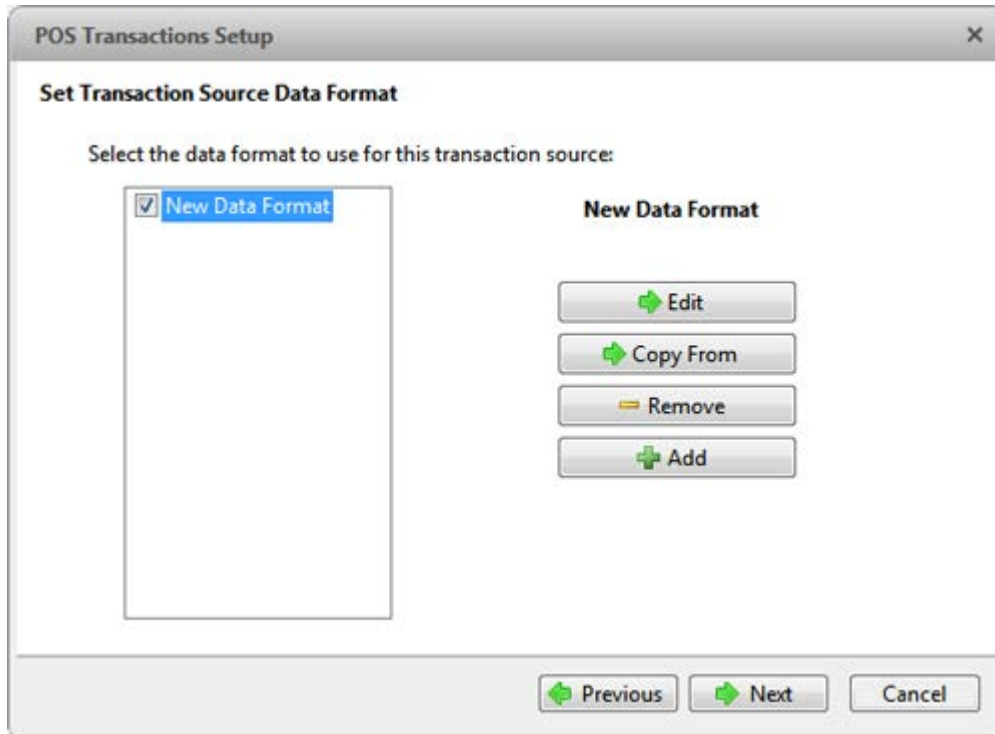 POS Transactions Setup
Set Transaction Source Data Format
Select the data format to use for this transaction source:
New Data Format
New Data Format
Edit
Copy From
Remove
Add
Previous
Next
Cancel